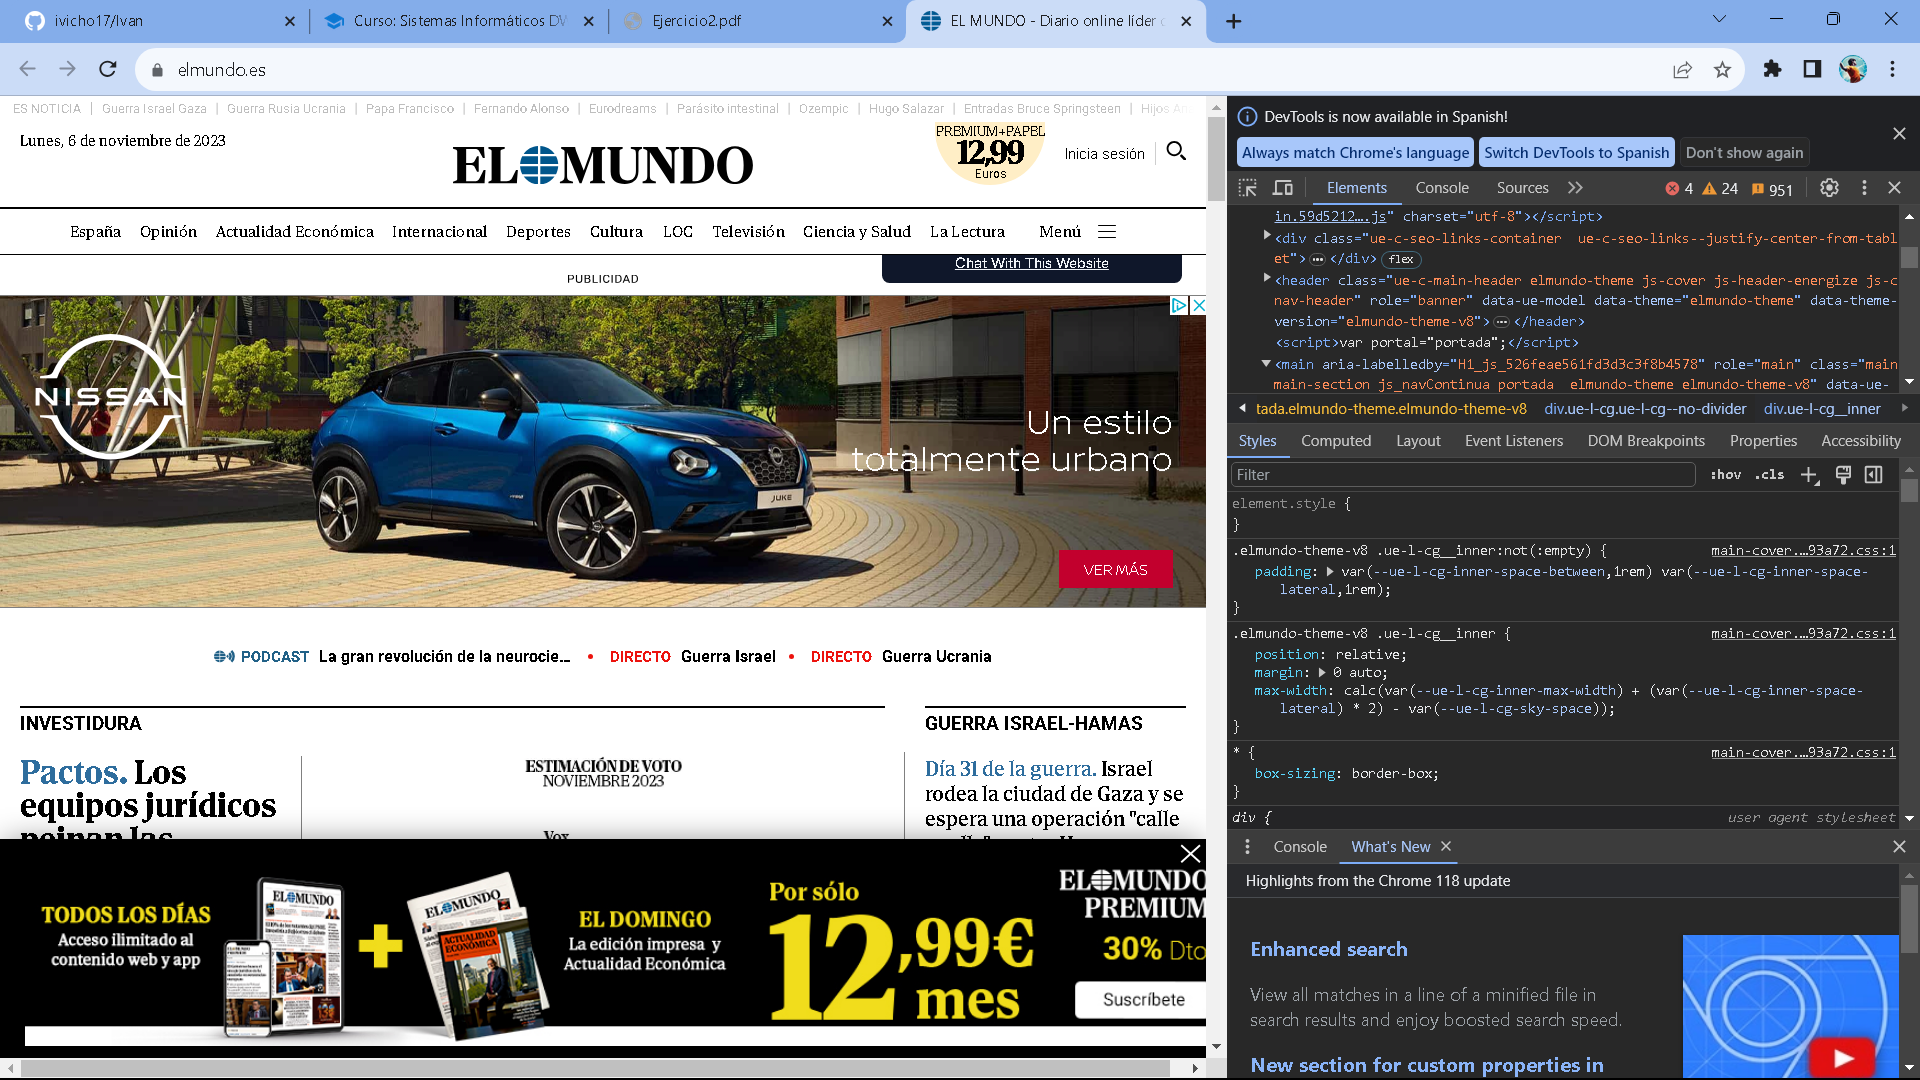 ivicho17/Ivan
Curso: Sistemas Informáticos DW
Ejercicio2.pdf
EL MUNDO - Diario online líder
elmundo.es
ES NOTICIA | Guerra Israel Gaza | Guerra Rusia Ucrania | Papa Francisco | Fernando Alonso | Eurodreams | Parásito intestinal | Ozempic | Hugo Salazar | Entradas Bruce Springsteen | Hijos
Lunes, 6 de noviembre de 2023
EL MUNDO
PREMIUM+PAPEL
12,99
Euros
Inicia sesión
España Opinión Actualidad Económica Internacional Deportes Cultura LOC Televisión Ciencia y Salud La Lectura Menú
Chat With This Website
PUBLICIDAD
NISSAN
Un estilo
totalmente urbano
JUKE
VER MÁS
PODCAST La gran revolución de la neurocie... • DIRECTO Guerra Israel • DIRECTO Guerra Ucrania
INVESTIDURA
Pactos. Los
equipos jurídicos
peinan las
ESTIMACIÓN DE VOTO
NOVIEMBRE 2023
Vox
GUERRA ISRAEL-HAMAS
Día 31 de la guerra. Israel
rodea la ciudad de Gaza y se
espera una operación "calle
TODOS LOS DÍAS
Acceso ilimitado al
contenido web y app
EL MUNDO
+
EL MUNDO
ACTUALIDAD
ECONÓMICA
EL DOMINGO
La edición impresa y
Actualidad Económica
Por sólo
12,99€
mes
EL MUNDO
PREMIUM
30% Dto
Suscríbete
DevTools is now available in Spanish!
Always match Chrome's language Switch DevTools to Spanish Don't show again
Elements Console Sources 4 24 951
in.59d5212….js" charset="utf-8"></script>
<div class="ue-c-seo-links-container ue-c-seo-links--justify-center-from-tabl
et"> … </div> flex
<header class="ue-c-main-header elmundo-theme js-cover js-header-energize js-c
nav-header" role="banner" data-ue-model data-theme="elmundo-theme" data-theme-
version="elmundo-theme-v8"> … </header>
<script>var portal="portada";</script>
<main aria-labelledby="H1_js_526feae561fd3d3c3f8b4578" role="main" class="main
main-section js_navContinua portada elmundo-theme elmundo-theme-v8" data-ue-
tada.elmundo-theme.elmundo-theme-v8 div.ue-l-cg.ue-l-cg--no-divider div.ue-l-cg__inner
Styles Computed Layout Event Listeners DOM Breakpoints Properties Accessibility
Filter :hov .cls
element.style {
}
.elmundo-theme-v8 .ue-l-cg__inner:not(:empty) { main-cover.…93a72.css:1
padding: var(--ue-l-cg-inner-space-between,1rem) var(--ue-l-cg-inner-space-
lateral,1rem);
}
.elmundo-theme-v8 .ue-l-cg__inner { main-cover.…93a72.css:1
position: relative;
margin: 0 auto;
max-width: calc(var(--ue-l-cg-inner-max-width) + (var(--ue-l-cg-inner-space-
lateral) * 2) - var(--ue-l-cg-sky-space));
}
* { main-cover.…93a72.css:1
box-sizing: border-box;
}
div { user agent stylesheet
Console What's New
Highlights from the Chrome 118 update
Enhanced search
View all matches in a line of a minified file in
search results and enjoy boosted search speed.
New section for custom properties in